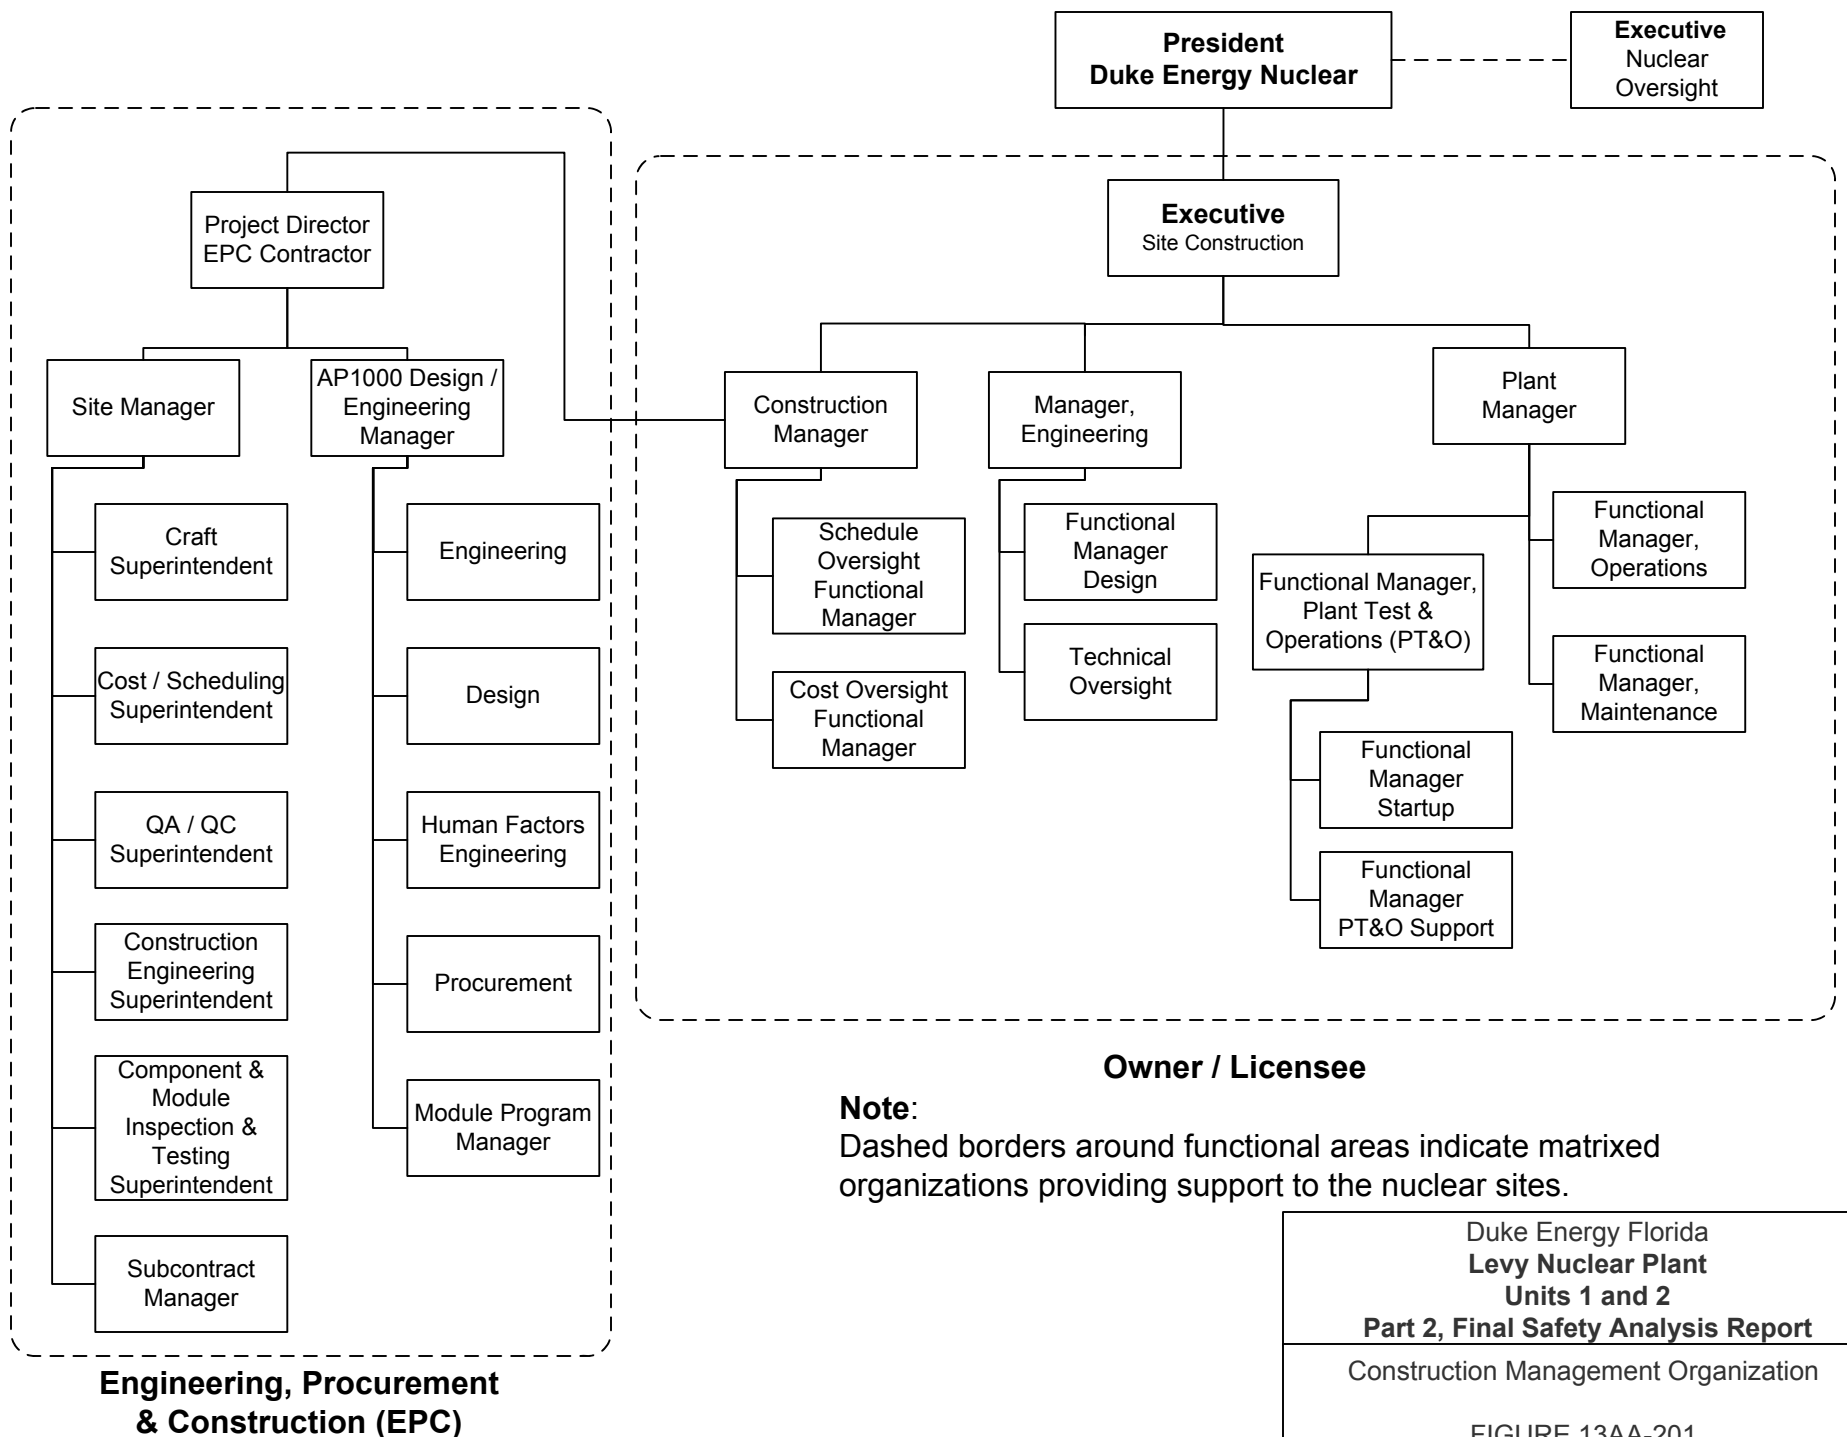 President
Duke Energy Nuclear
Executive
Nuclear
Oversight
Project Director
EPC Contractor
Executive
Site Construction
Site Manager
AP1000 Design /
Engineering
Manager
Construction
Manager
Manager,
Engineering
Plant
Manager
Craft
Superintendent
Cost / Scheduling
Superintendent
QA / QC
Superintendent
Construction
Engineering
Superintendent
Component &
Module
Inspection &
Testing
Superintendent
Subcontract
Manager
Engineering
Design
Human Factors
Engineering
Procurement
Module Program
Manager
Schedule
Oversight
Functional
Manager
Cost Oversight
Functional
Manager
Functional
Manager
Design
Technical
Oversight
Functional Manager,
Plant Test &
Operations (PT&O)
Functional
Manager
Startup
Functional
Manager
PT&O Support
Functional
Manager,
Operations
Functional
Manager,
Maintenance
Engineering, Procurement
& Construction (EPC)
Owner / Licensee
Note:
Dashed borders around functional areas indicate matrixed
organizations providing support to the nuclear sites.
Duke Energy Florida
Levy Nuclear Plant
Units 1 and 2
Part 2, Final Safety Analysis Report
Construction Management Organization
FIGURE 13AA-201